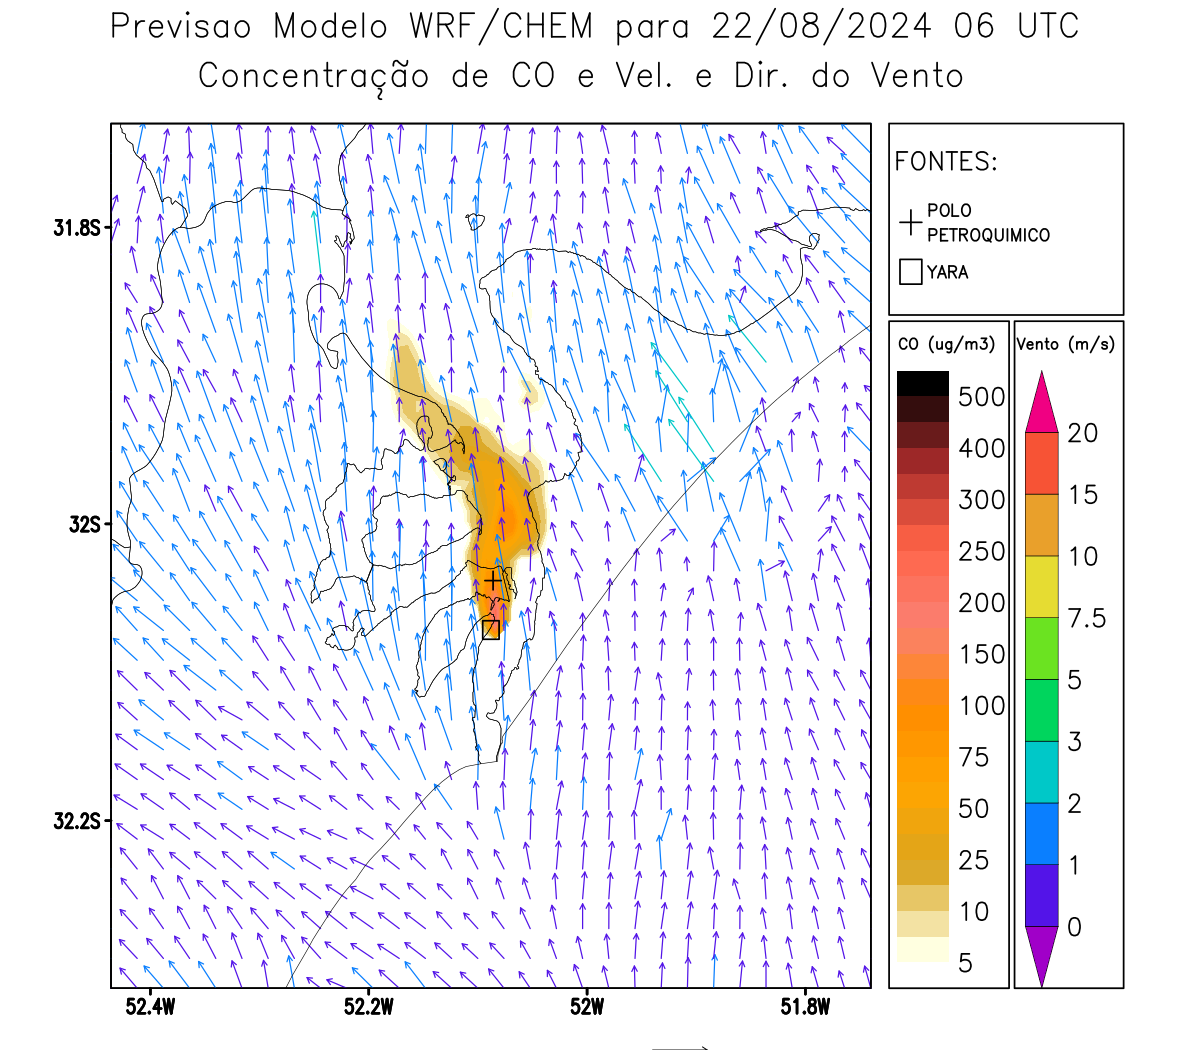 Previsao Modelo WRF/CHEM para 22/08/2024 06 UTC
Concentração de CO e Vel. e Dir. do Vento
FONTES:
POLO
PETROQUIMICO
YARA
CO (ug/m3)
500
400
300
250
200
150
100
75
50
25
10
5
Vento (m/s)
20
15
10
7.5
5
3
2
1
0
31.8S
32S
32.2S
52.4W
52.2W
52W
51.8W